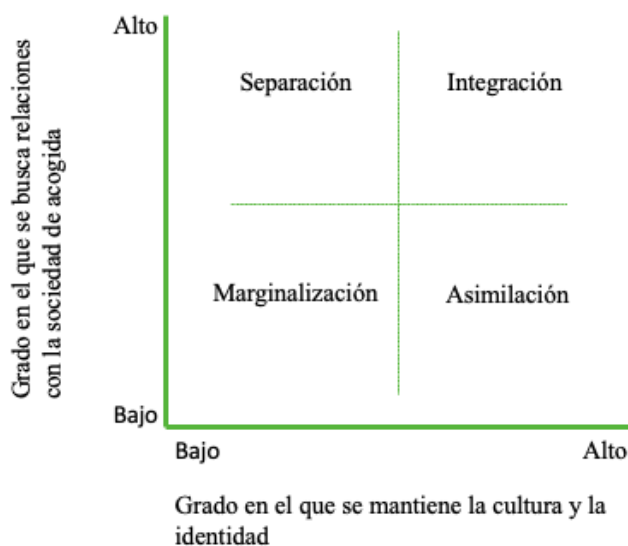 Grado en el que se busca relaciones
con la sociedad de acogida
Alto
Separación
Integración
Marginalización
Asimilación
Bajo
Bajo
Alto
Grado en el que se mantiene la cultura y la
identidad